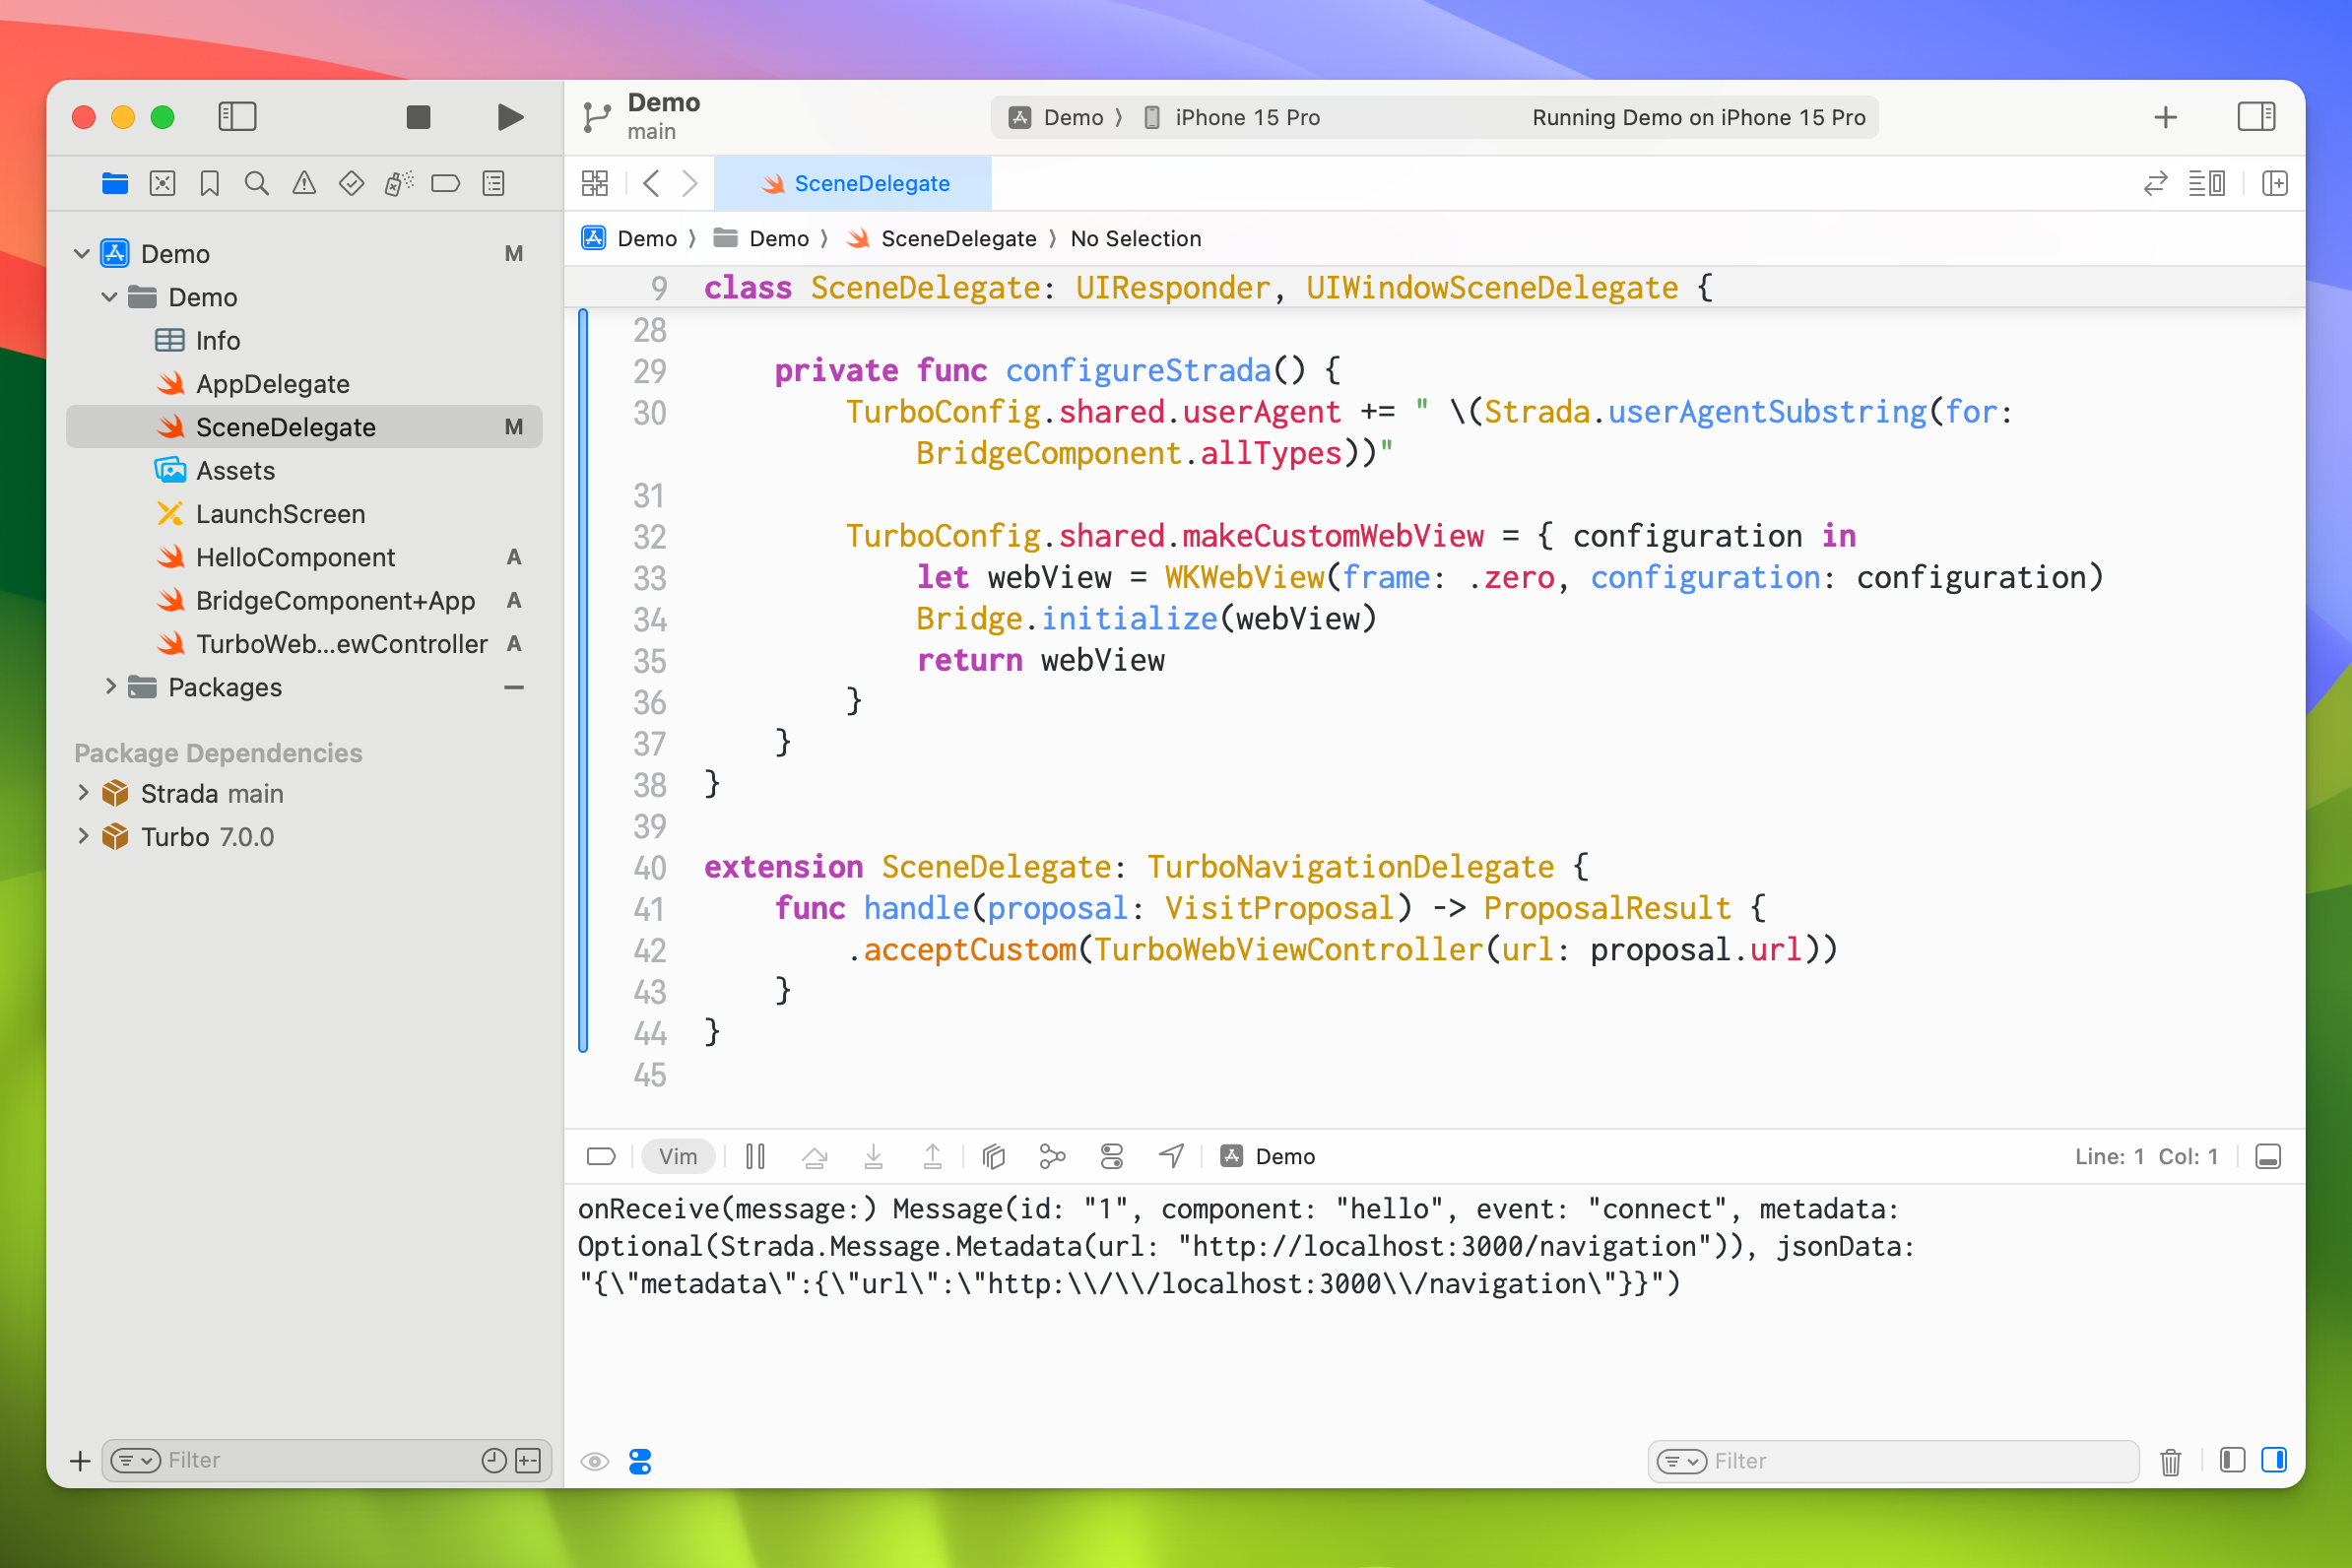 Demo
main
Demo 〉 iPhone 15 Pro
Running Demo on iPhone 15 Pro
SceneDelegate
Demo 〉 Demo 〉 SceneDelegate 〉 No Selection
Demo M
Demo
Info
AppDelegate
SceneDelegate M
Assets
LaunchScreen
HelloComponent A
BridgeComponent+App A
TurboWeb...ewController A
Packages
Package Dependencies
Strada main
Turbo 7.0.0
Filter
9 class SceneDelegate: UIResponder, UIWindowSceneDelegate {
28
29     private func configureStrada() {
30         TurboConfig.shared.userAgent += " \(Strada.userAgentSubstring(for:
            BridgeComponent.allTypes))"
31
32         TurboConfig.shared.makeCustomWebView = { configuration in
33             let webView = WKWebView(frame: .zero, configuration: configuration)
34             Bridge.initialize(webView)
35             return webView
36         }
37     }
38 }
39
40 extension SceneDelegate: TurboNavigationDelegate {
41     func handle(proposal: VisitProposal) -> ProposalResult {
42         .acceptCustom(TurboWebViewController(url: proposal.url))
43     }
44 }
45
Vim
Demo
Line: 1 Col: 1
onReceive(message:) Message(id: "1", component: "hello", event: "connect", metadata:
Optional(Strada.Message.Metadata(url: "http://localhost:3000/navigation")), jsonData:
"{\"metadata\":{\"url\":\"http:\\/\\/localhost:3000\\/navigation\"}}")
Filter